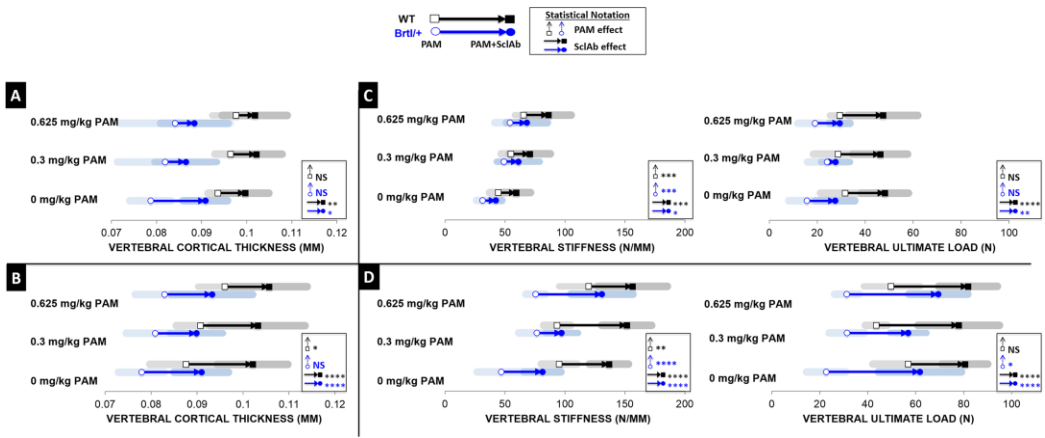 WT
Brtl/+
PAM
PAM+SclAb
Statistical Notation
PAM effect
SclAb effect
A
0.625 mg/kg PAM
0.3 mg/kg PAM
0 mg/kg PAM
NS
NS
**
*
0.07 0.08 0.09 0.1 0.11 0.12
VERTEBRAL CORTICAL THICKNESS (MM)
C
0.625 mg/kg PAM
0.3 mg/kg PAM
0 mg/kg PAM
***
***
***
*
0 50 100 150 200
VERTEBRAL STIFFNESS (N/MM)
0.625 mg/kg PAM
0.3 mg/kg PAM
0 mg/kg PAM
NS
NS
****
**
0 20 40 60 80 100
VERTEBRAL ULTIMATE LOAD (N)
B
0.625 mg/kg PAM
0.3 mg/kg PAM
0 mg/kg PAM
*
NS
****
****
0.07 0.08 0.09 0.1 0.11 0.12
VERTEBRAL CORTICAL THICKNESS (MM)
D
0.625 mg/kg PAM
0.3 mg/kg PAM
0 mg/kg PAM
**
****
****
****
0 50 100 150 200
VERTEBRAL STIFFNESS (N/MM)
0.625 mg/kg PAM
0.3 mg/kg PAM
0 mg/kg PAM
NS
*
****
****
0 20 40 60 80 100
VERTEBRAL ULTIMATE LOAD (N)